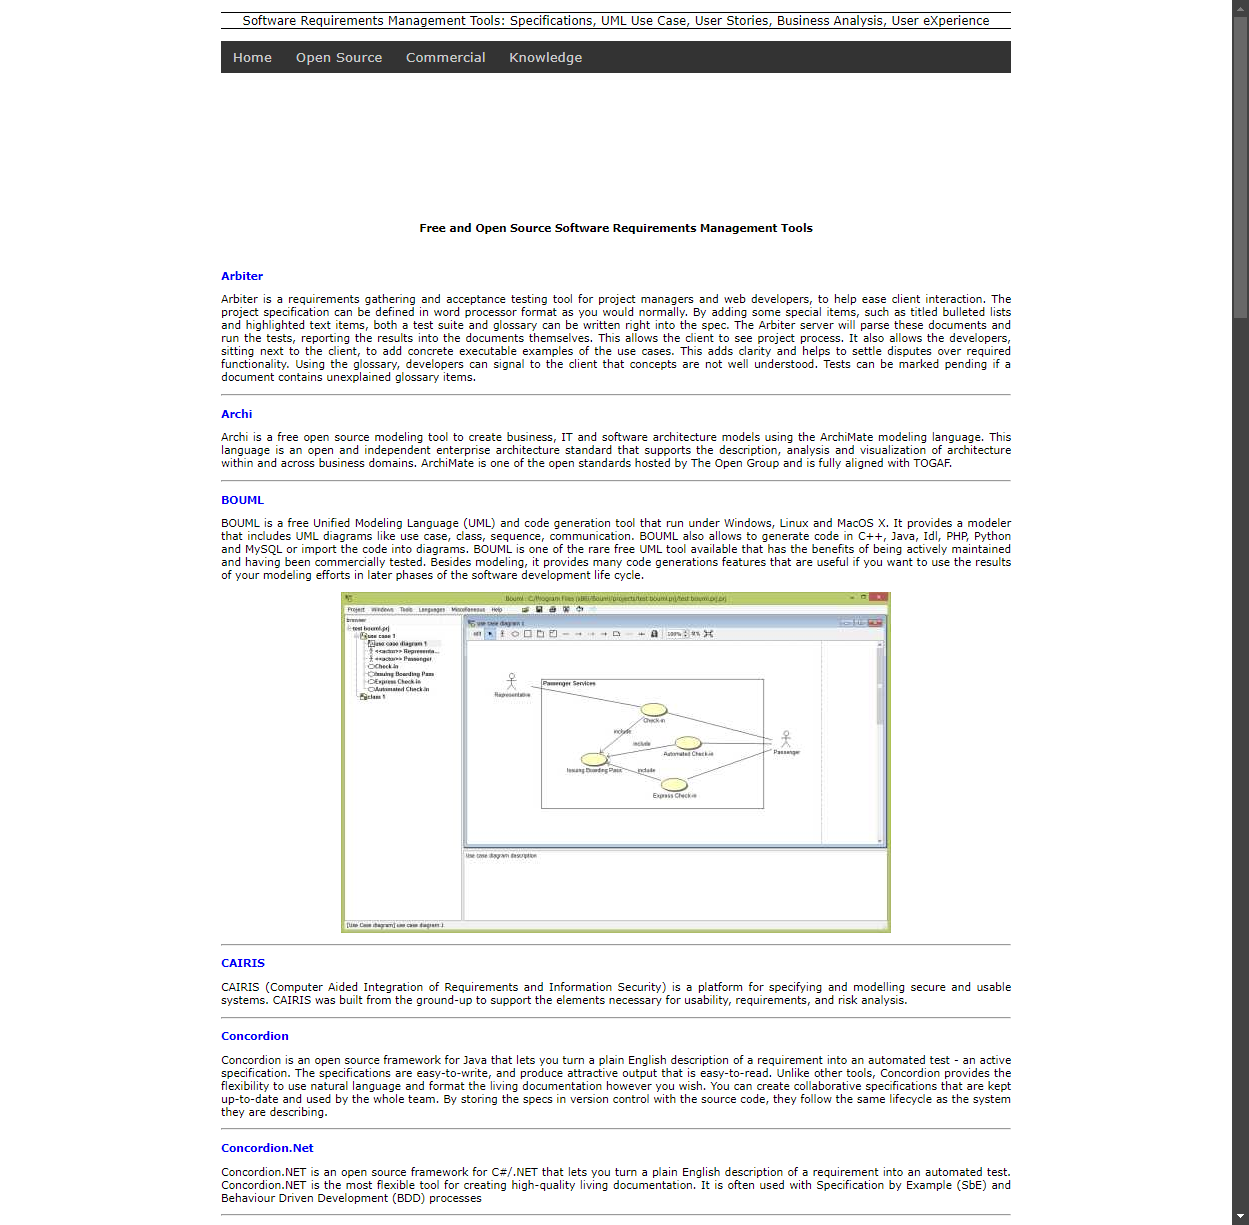 Software Requirements Management Tools: Specifications, UML Use Case, User Stories, Business Analysis, User eXperience
Home Open Source Commercial Knowledge
Free and Open Source Software Requirements Management Tools
Arbiter
Arbiter is a requirements gathering and acceptance testing tool for project managers and web developers, to help ease client interaction. The
project specification can be defined in word processor format as you would normally. By adding some special items, such as titled bulleted lists
and highlighted text items, both a test suite and glossary can be written right into the spec. The Arbiter server will parse these documents and
run the tests, reporting the results into the documents themselves. This allows the client to see project process. It also allows the developers,
sitting next to the client, to add concrete executable examples of the use cases. This adds clarity and helps to settle disputes over required
functionality. Using the glossary, developers can signal to the client that concepts are not well understood. Tests can be marked pending if a
document contains unexplained glossary items.
Archi
Archi is a free open source modeling tool to create business, IT and software architecture models using the ArchiMate modeling language. This
language is an open and independent enterprise architecture standard that supports the description, analysis and visualization of architecture
within and across business domains. ArchiMate is one of the open standards hosted by The Open Group and is fully aligned with TOGAF.
BOUML
BOUML is a free Unified Modeling Language (UML) and code generation tool that run under Windows, Linux and MacOS X. It provides a modeler
that includes UML diagrams like use case, class, sequence, communication. BOUML also allows to generate code in C++, Java, Idl, PHP, Python
and MySQL or import the code into diagrams. BOUML is one of the rare free UML tool available that has the benefits of being actively maintained
and having been commercially tested. Besides modeling, it provides many code generations features that are useful if you want to use the results
of your modeling efforts in later phases of the software development life cycle.
Bouml : C:/Program Files (x86)/Bouml/projects/test bouml.prj/test bouml.prj.prj
Project Windows Tools Languages Miscellaneous Help
browser
test bouml.prj
use case 1
use case diagram 1
<<actor>> Representa...
<<actor>> Passenger
Check-in
Issuing Boarding Pass
Express Check-in
Automated Check-in
class 1
use case diagram 1
100%
Passenger Services
Representative
Check-in
include
include
Automated Check-in
Passenger
Issuing Boarding Pass
include
Express Check-in
Use case diagram description
[Use Case diagram] use case diagram 1
CAIRIS
CAIRIS (Computer Aided Integration of Requirements and Information Security) is a platform for specifying and modelling secure and usable
systems. CAIRIS was built from the ground-up to support the elements necessary for usability, requirements, and risk analysis.
Concordion
Concordion is an open source framework for Java that lets you turn a plain English description of a requirement into an automated test - an active
specification. The specifications are easy-to-write, and produce attractive output that is easy-to-read. Unlike other tools, Concordion provides the
flexibility to use natural language and format the living documentation however you wish. You can create collaborative specifications that are kept
up-to-date and used by the whole team. By storing the specs in version control with the source code, they follow the same lifecycle as the system
they are describing.
Concordion.Net
Concordion.NET is an open source framework for C#/.NET that lets you turn a plain English description of a requirement into an automated test.
Concordion.NET is the most flexible tool for creating high-quality living documentation. It is often used with Specification by Example (SbE) and
Behaviour Driven Development (BDD) processes